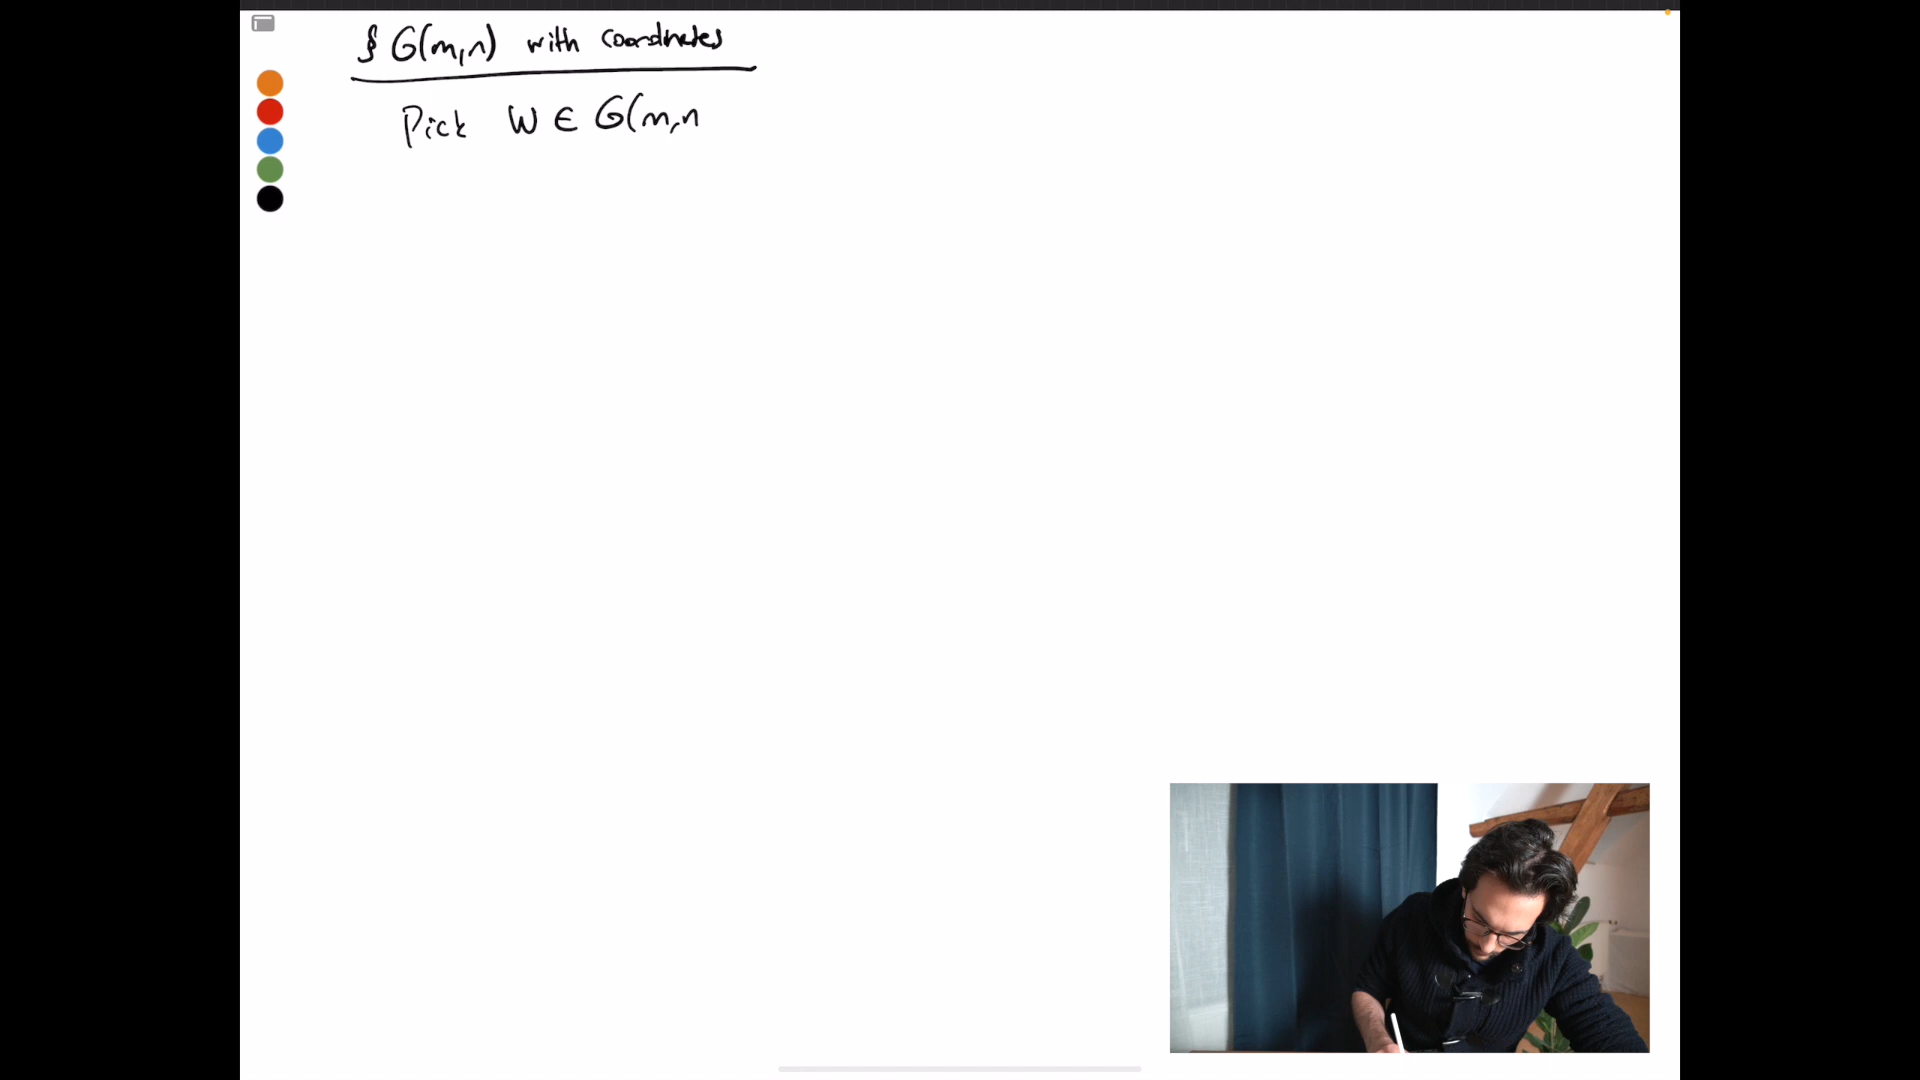 § G(m,n) with coordinates
Pick W ∈ G(m,n